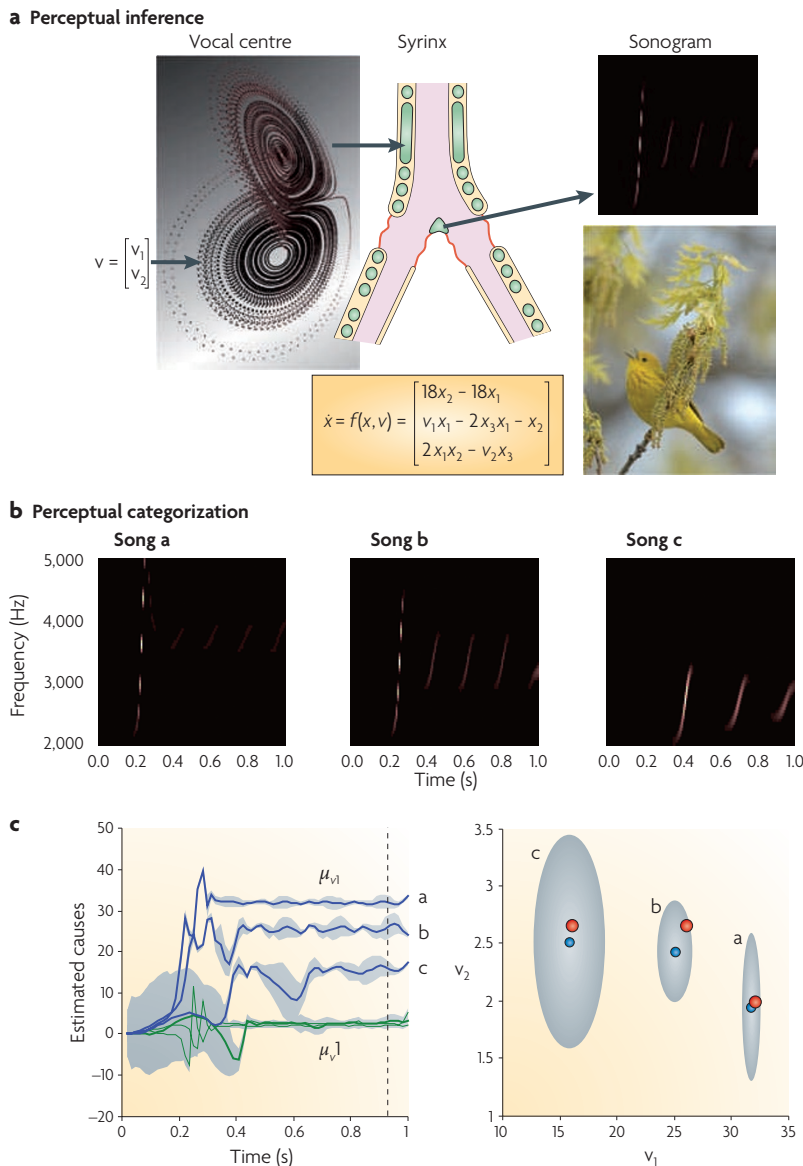 a Perceptual inference
Vocal centre
Syrinx
Sonogram
v = [v₁
v₂]
ẋ = f(x, v) = [18x₂ – 18x₁
v₁x₁ – 2x₃x₁ – x₂
2x₁x₂ – v₂x₃]
b Perceptual categorization
Song a
Song b
Song c
Frequency (Hz)
5,000
4,000
3,000
2,000
0.0 0.2 0.4 0.6 0.8 1.0
0.0 0.2 0.4 0.6 0.8 1.0
0.0 0.2 0.4 0.6 0.8 1.0
Time (s)
c
Estimated causes
50
40
30
20
10
0
–10
–20
μᵥ₁
a
b
c
μᵥ1
0 0.2 0.4 0.6 0.8 1
Time (s)
v₂
3.5
3
2.5
2
1.5
1
c
b
a
10 15 20 25 30 35
v₁